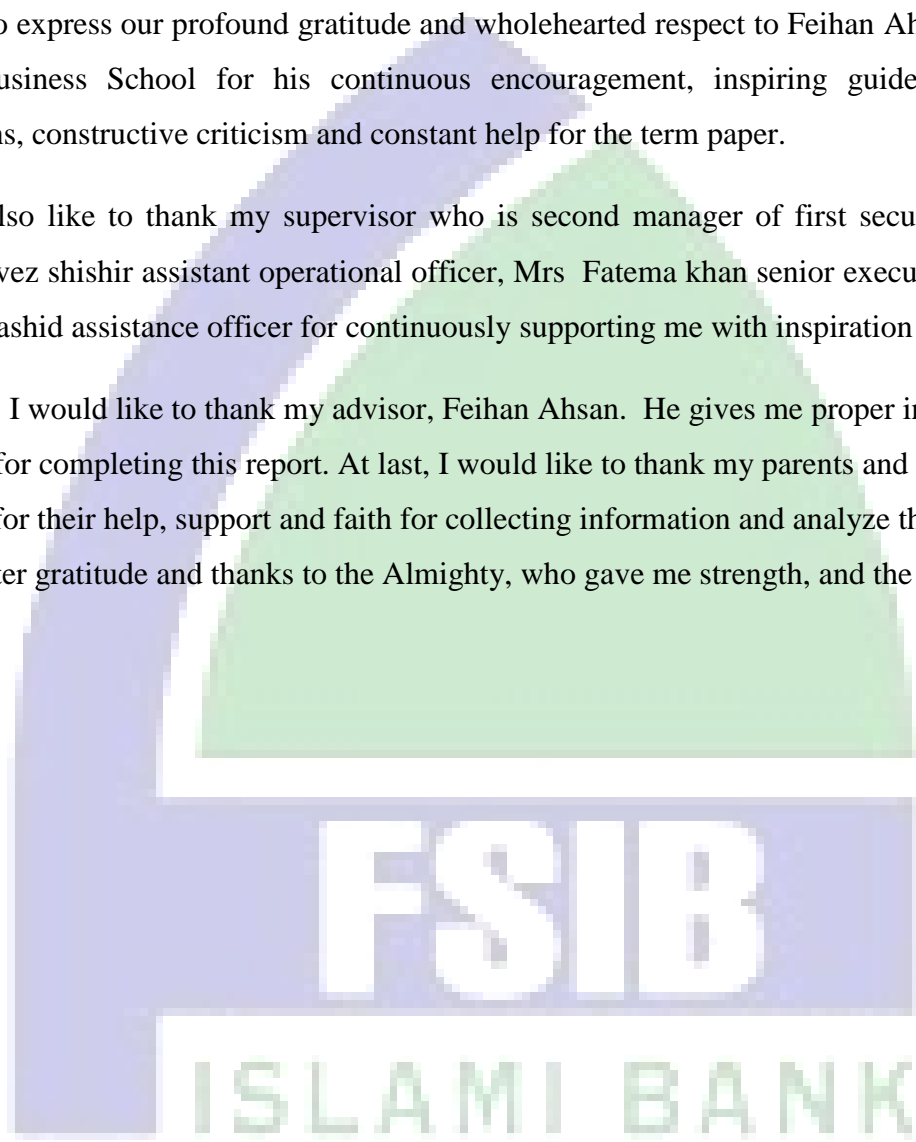 o express our profound gratitude and wholehearted respect to Feihan Ah
usiness School for his continuous encouragement, inspiring guide
ns, constructive criticism and constant help for the term paper.
lso like to thank my supervisor who is second manager of first secu
vez shishir assistant operational officer, Mrs Fatema khan senior execu
ashid assistance officer for continuously supporting me with inspiration
I would like to thank my advisor, Feihan Ahsan. He gives me proper in
for completing this report. At last, I would like to thank my parents and
for their help, support and faith for collecting information and analyze th
ter gratitude and thanks to the Almighty, who gave me strength, and the
FSIB
ISLAMI BANK